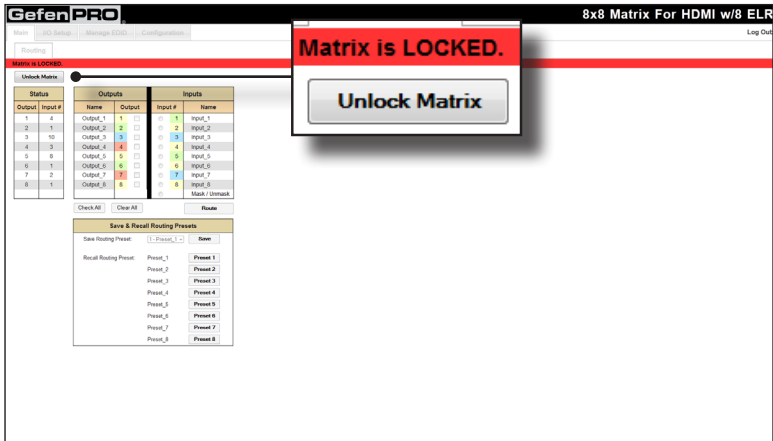 Gefen PRO
8x8 Matrix For HDMI w/8 ELR
Main I/O Setup Manage EDID Configuration
Log Out
Routing
Matrix is LOCKED.
Unlock Matrix
Matrix is LOCKED.
Unlock Matrix
Status Outputs Inputs
Output Input # Name Output Input # Name
1 4 Output_1 1 1 Input_1
2 1 Output_2 2 2 Input_2
3 10 Output_3 3 3 Input_3
4 3 Output_4 4 4 Input_4
5 8 Output_5 5 5 Input_5
6 1 Output_6 6 6 Input_6
7 2 Output_7 7 7 Input_7
8 1 Output_8 8 8 Input_8
Mask / Unmask
Check All Clear All Route
Save & Recall Routing Presets
Save Routing Preset: 1 - Preset_1 Save
Recall Routing Preset: Preset_1 Preset 1
Preset_2 Preset 2
Preset_3 Preset 3
Preset_4 Preset 4
Preset_5 Preset 5
Preset_6 Preset 6
Preset_7 Preset 7
Preset_8 Preset 8